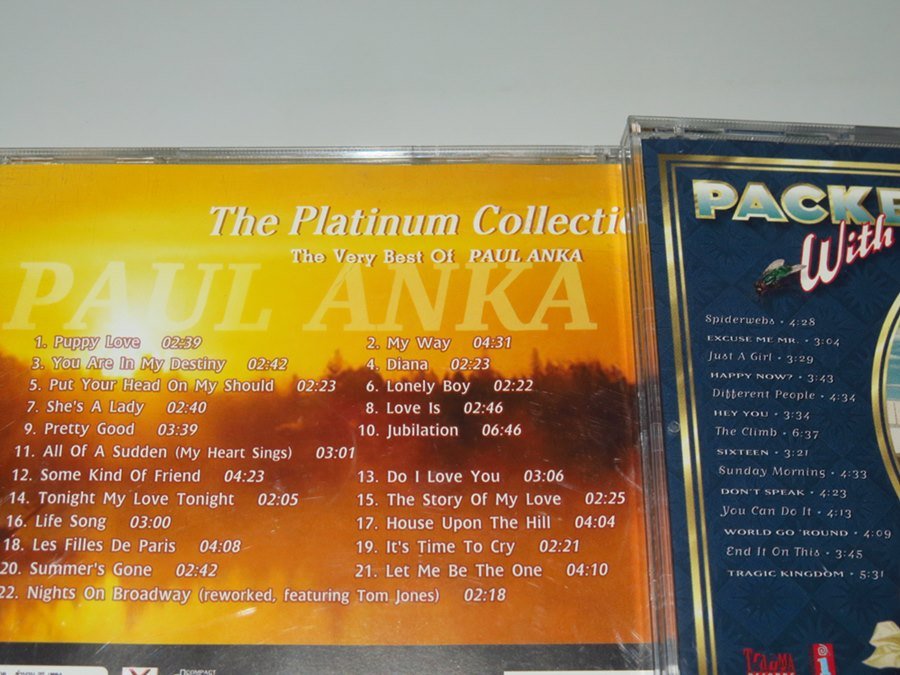 The Platinum Collectio
The Very Best Of PAUL ANKA
PAUL ANKA
1. Puppy Love 02:39
2. My Way 04:31
3. You Are In My Destiny 02:42
4. Diana 02:23
5. Put Your Head On My Should 02:23
6. Lonely Boy 02:22
7. She's A Lady 02:40
8. Love Is 02:46
9. Pretty Good 03:39
10. Jubilation 06:46
11. All Of A Sudden (My Heart Sings) 03:01
12. Some Kind Of Friend 04:23
13. Do I Love You 03:06
14. Tonight My Love Tonight 02:05
15. The Story Of My Love 02:25
16. Life Song 03:00
17. House Upon The Hill 04:04
18. Les Filles De Paris 04:08
19. It's Time To Cry 02:21
20. Summer's Gone 02:42
21. Let Me Be The One 04:10
22. Nights On Broadway (reworked, featuring Tom Jones) 02:18
COMPACT
PACKE
With
Spiderwebs · 4:28
EXCUSE ME MR. · 3:04
Just A Girl · 3:29
HAPPY NOW? · 3:43
Different People · 4:34
HEY YOU · 3:34
The Climb · 6:37
SIXTEEN · 3:21
Sunday Morning · 4:33
DON'T SPEAK · 4:23
You Can Do It · 4:13
WORLD GO 'ROUND · 4:09
End It On This · 3:45
TRAGIC KINGDOM · 5:31
TRAUMA
RECORDS
i